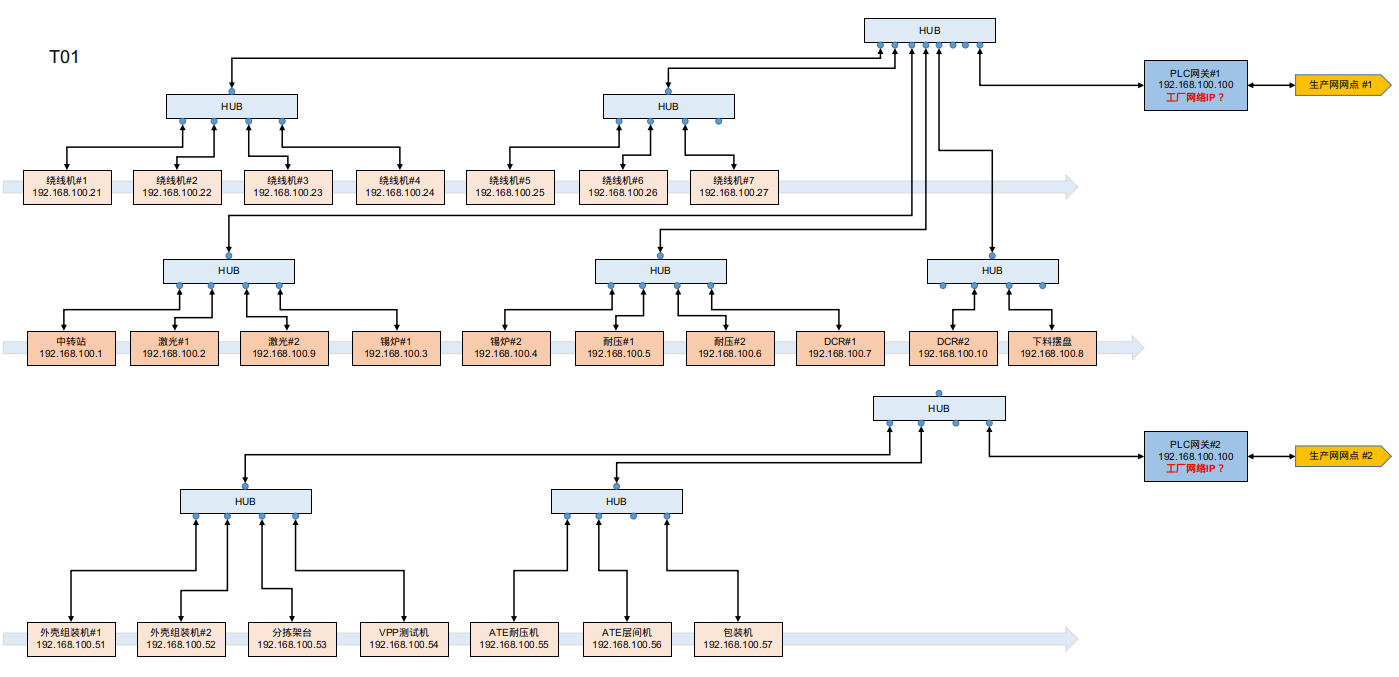 HUB
T01
PLC网关#1
192.168.100.100
工厂网络IP？
生产网网点 #1
HUB
HUB
绕线机#1
192.168.100.21
绕线机#2
192.168.100.22
绕线机#3
192.168.100.23
绕线机#4
192.168.100.24
绕线机#5
192.168.100.25
绕线机#6
192.168.100.26
绕线机#7
192.168.100.27
HUB
HUB
HUB
中转站
192.168.100.1
激光#1
192.168.100.2
激光#2
192.168.100.9
锡炉#1
192.168.100.3
锡炉#2
192.168.100.4
耐压#1
192.168.100.5
耐压#2
192.168.100.6
DCR#1
192.168.100.7
DCR#2
192.168.100.10
下料摆盘
192.168.100.8
HUB
PLC网关#2
192.168.100.100
工厂网络IP？
生产网网点 #2
HUB
HUB
外壳组装机#1
192.168.100.51
外壳组装机#2
192.168.100.52
分拣架台
192.168.100.53
VPP测试机
192.168.100.54
ATE耐压机
192.168.100.55
ATE层间机
192.168.100.56
包装机
192.168.100.57